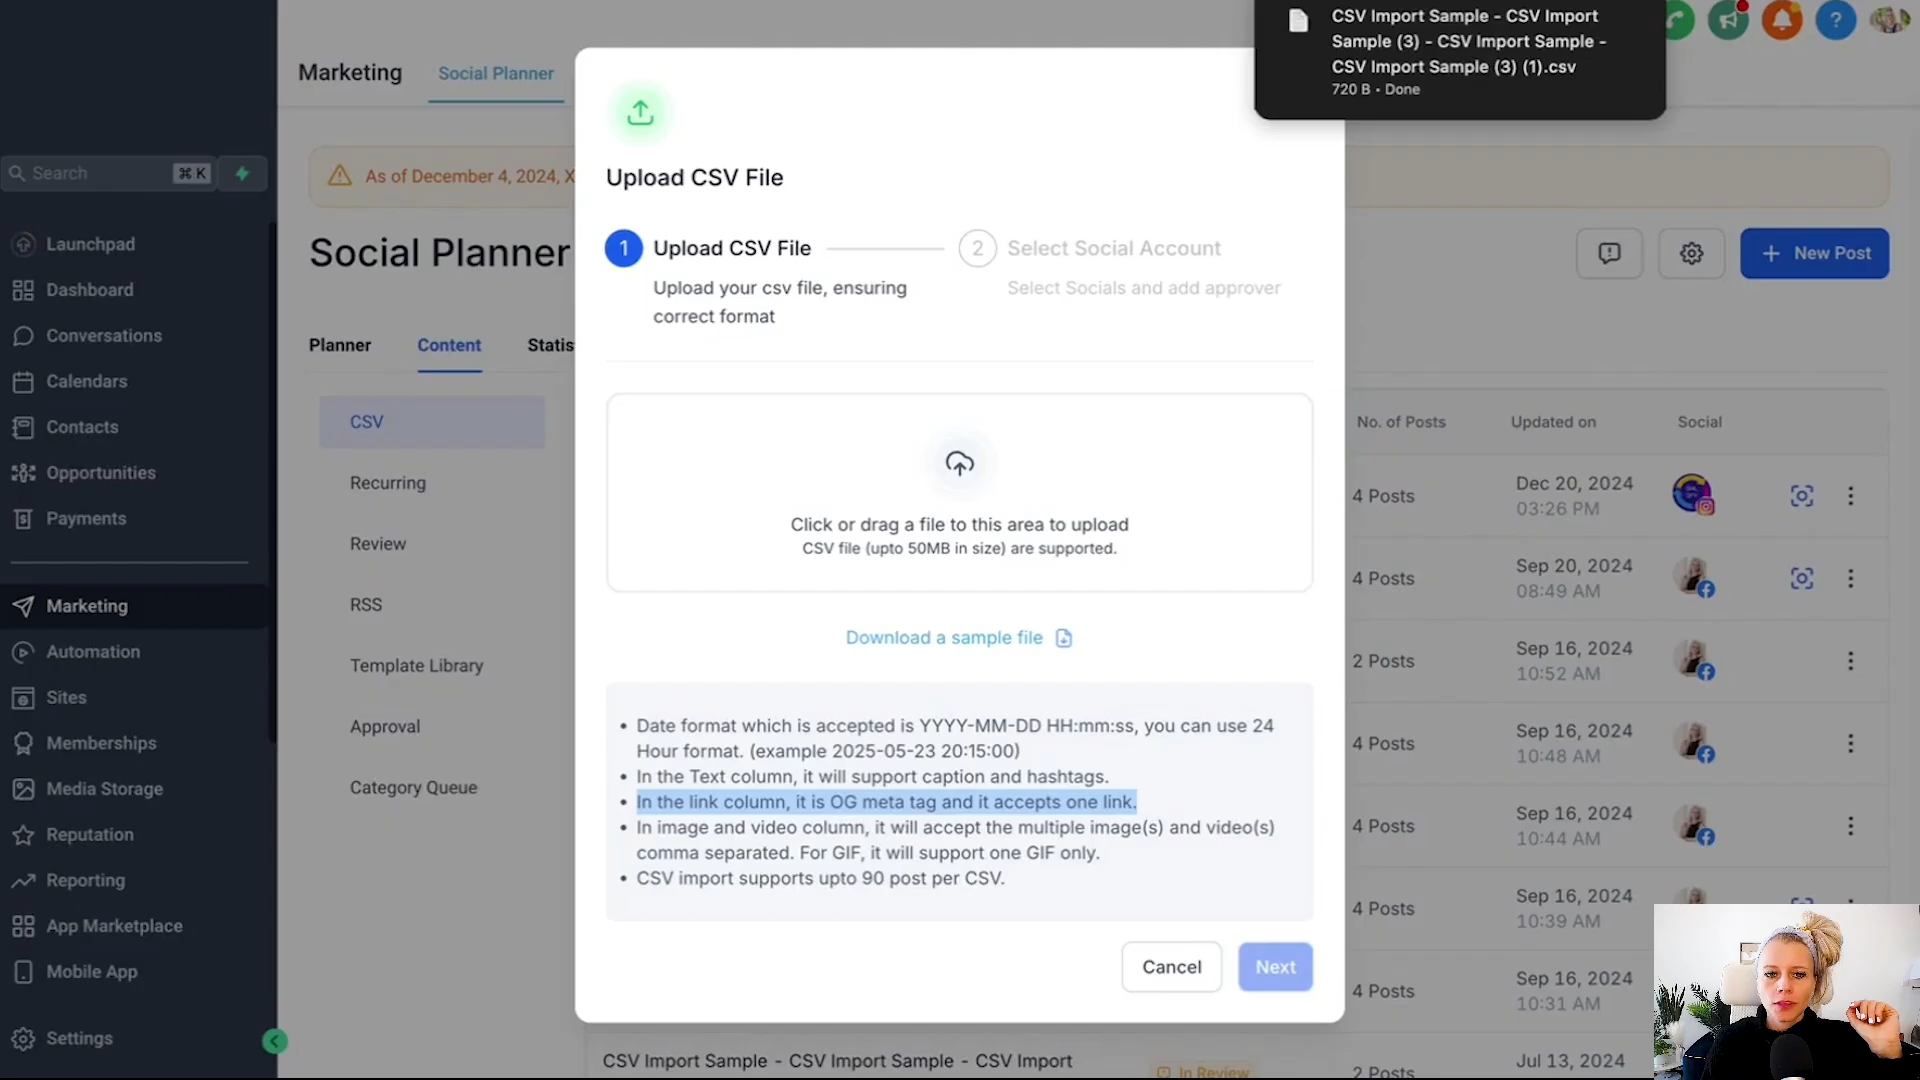 CSV Import Sample - CSV Import
Sample (3) - CSV Import Sample -
CSV Import Sample (3) (1).csv
720 B • Done
Marketing
Social Planner
Search
⌘ K
As of December 4, 2024, X
Social Planner
New Post
Launchpad
Dashboard
Conversations
Calendars
Contacts
Opportunities
Payments
Marketing
Automation
Sites
Memberships
Media Storage
Reputation
Reporting
App Marketplace
Mobile App
Settings
Planner
Content
Statis
CSV
Recurring
Review
RSS
Template Library
Approval
Category Queue
Upload CSV File
1 Upload CSV File
Upload your csv file, ensuring
correct format
2 Select Social Account
Select Socials and add approver
Click or drag a file to this area to upload
CSV file (upto 50MB in size) are supported.
Download a sample file
• Date format which is accepted is YYYY-MM-DD HH:mm:ss, you can use 24
Hour format. (example 2025-05-23 20:15:00)
• In the Text column, it will support caption and hashtags.
• In the link column, it is OG meta tag and it accepts one link.
• In image and video column, it will accept the multiple image(s) and video(s)
comma separated. For GIF, it will support one GIF only.
• CSV import supports upto 90 post per CSV.
Cancel
Next
No. of Posts
Updated on
Social
4 Posts
Dec 20, 2024
03:26 PM
4 Posts
Sep 20, 2024
08:49 AM
2 Posts
Sep 16, 2024
10:52 AM
4 Posts
Sep 16, 2024
10:48 AM
4 Posts
Sep 16, 2024
10:44 AM
4 Posts
Sep 16, 2024
10:39 AM
4 Posts
Sep 16, 2024
10:31 AM
CSV Import Sample - CSV Import Sample - CSV Import
In Review
2 Posts
Jul 13, 2024